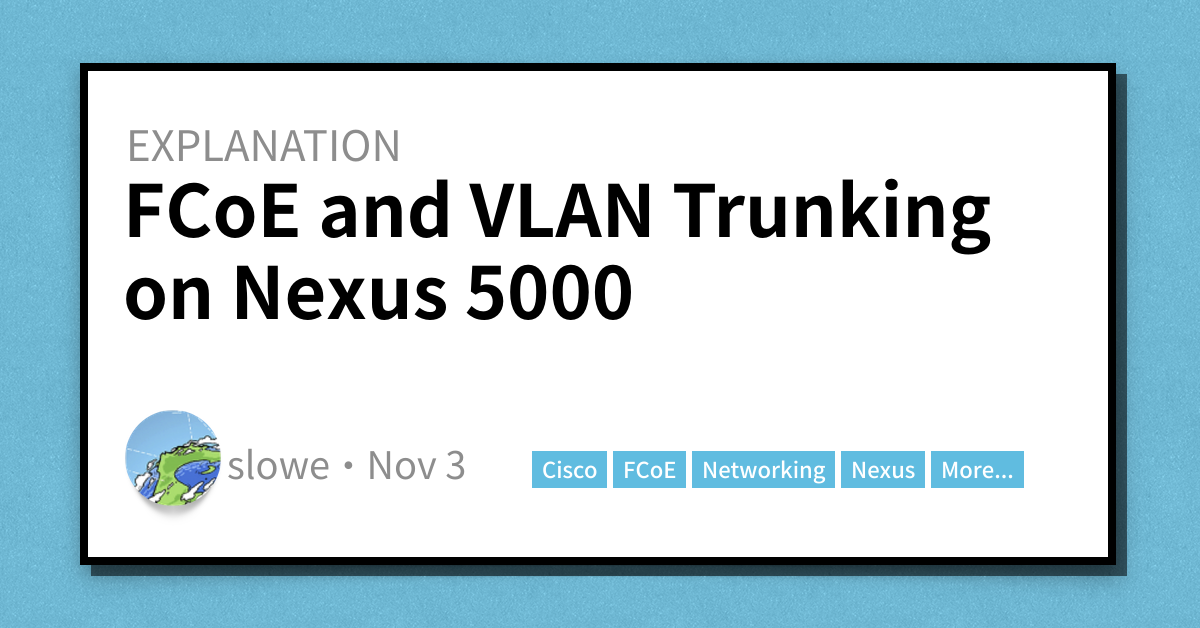 EXPLANATION
FCoE and VLAN Trunking
on Nexus 5000
slowe • Nov 3
Cisco FCoE Networking Nexus More...